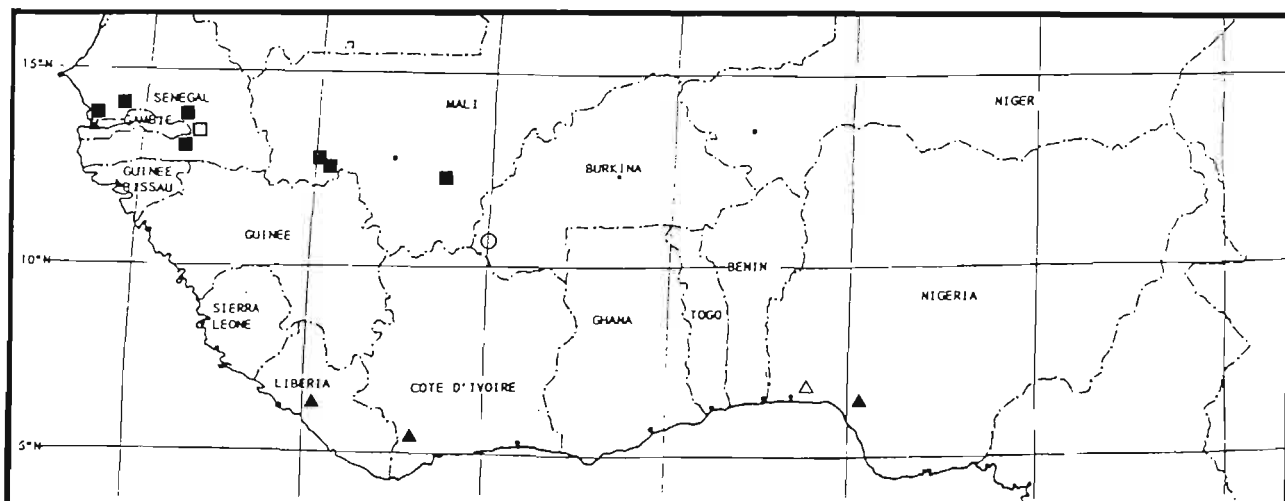 15°N
SENEGAL
GAMBIE
MALI
NIGER
GUINEE
BISSAU
BURKINA
GUINEE
10°N
BENIN
NIGERIA
SIERRA
LEONE
GHANA
TOGO
LIBERIA
COTE D'IVOIRE
5°N